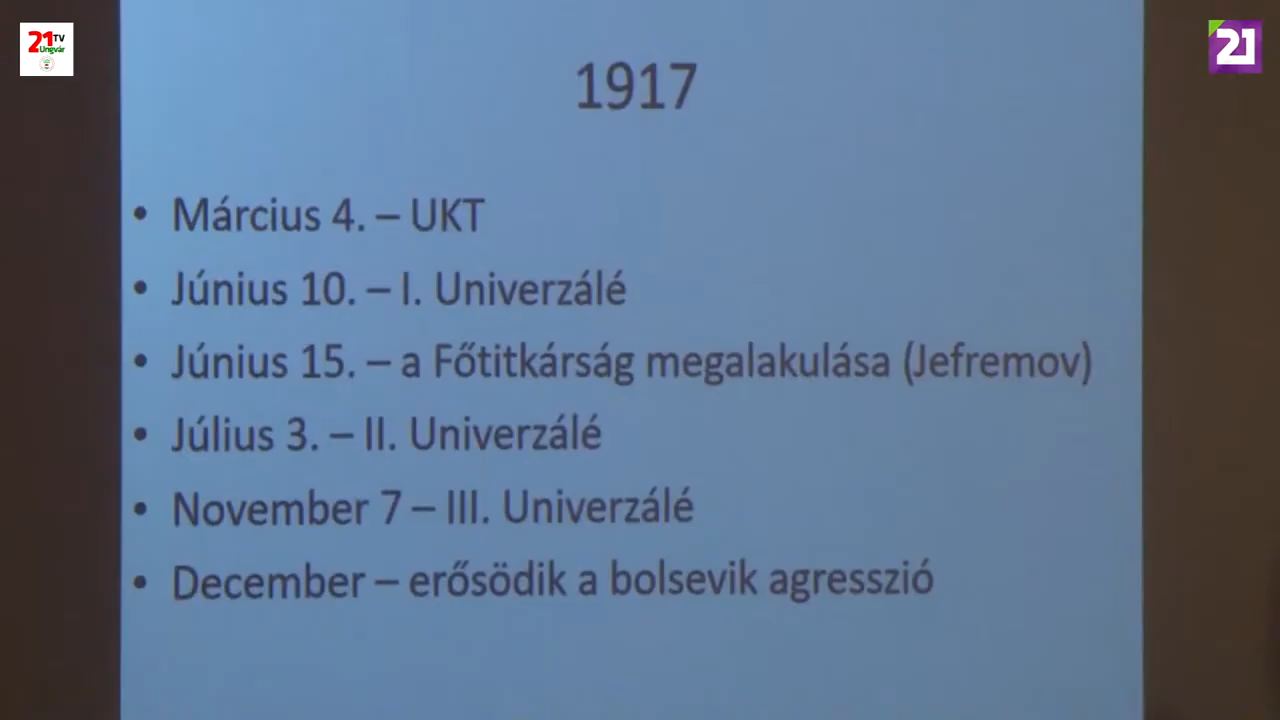 21 TV
Ungvár
21
1917
• Március 4. – UKT
• Június 10. – I. Univerzálé
• Június 15. – a Főtitkárság megalakulása (Jefremov)
• Július 3. – II. Univerzálé
• November 7 – III. Univerzálé
• December – erősödik a bolsevik agresszió